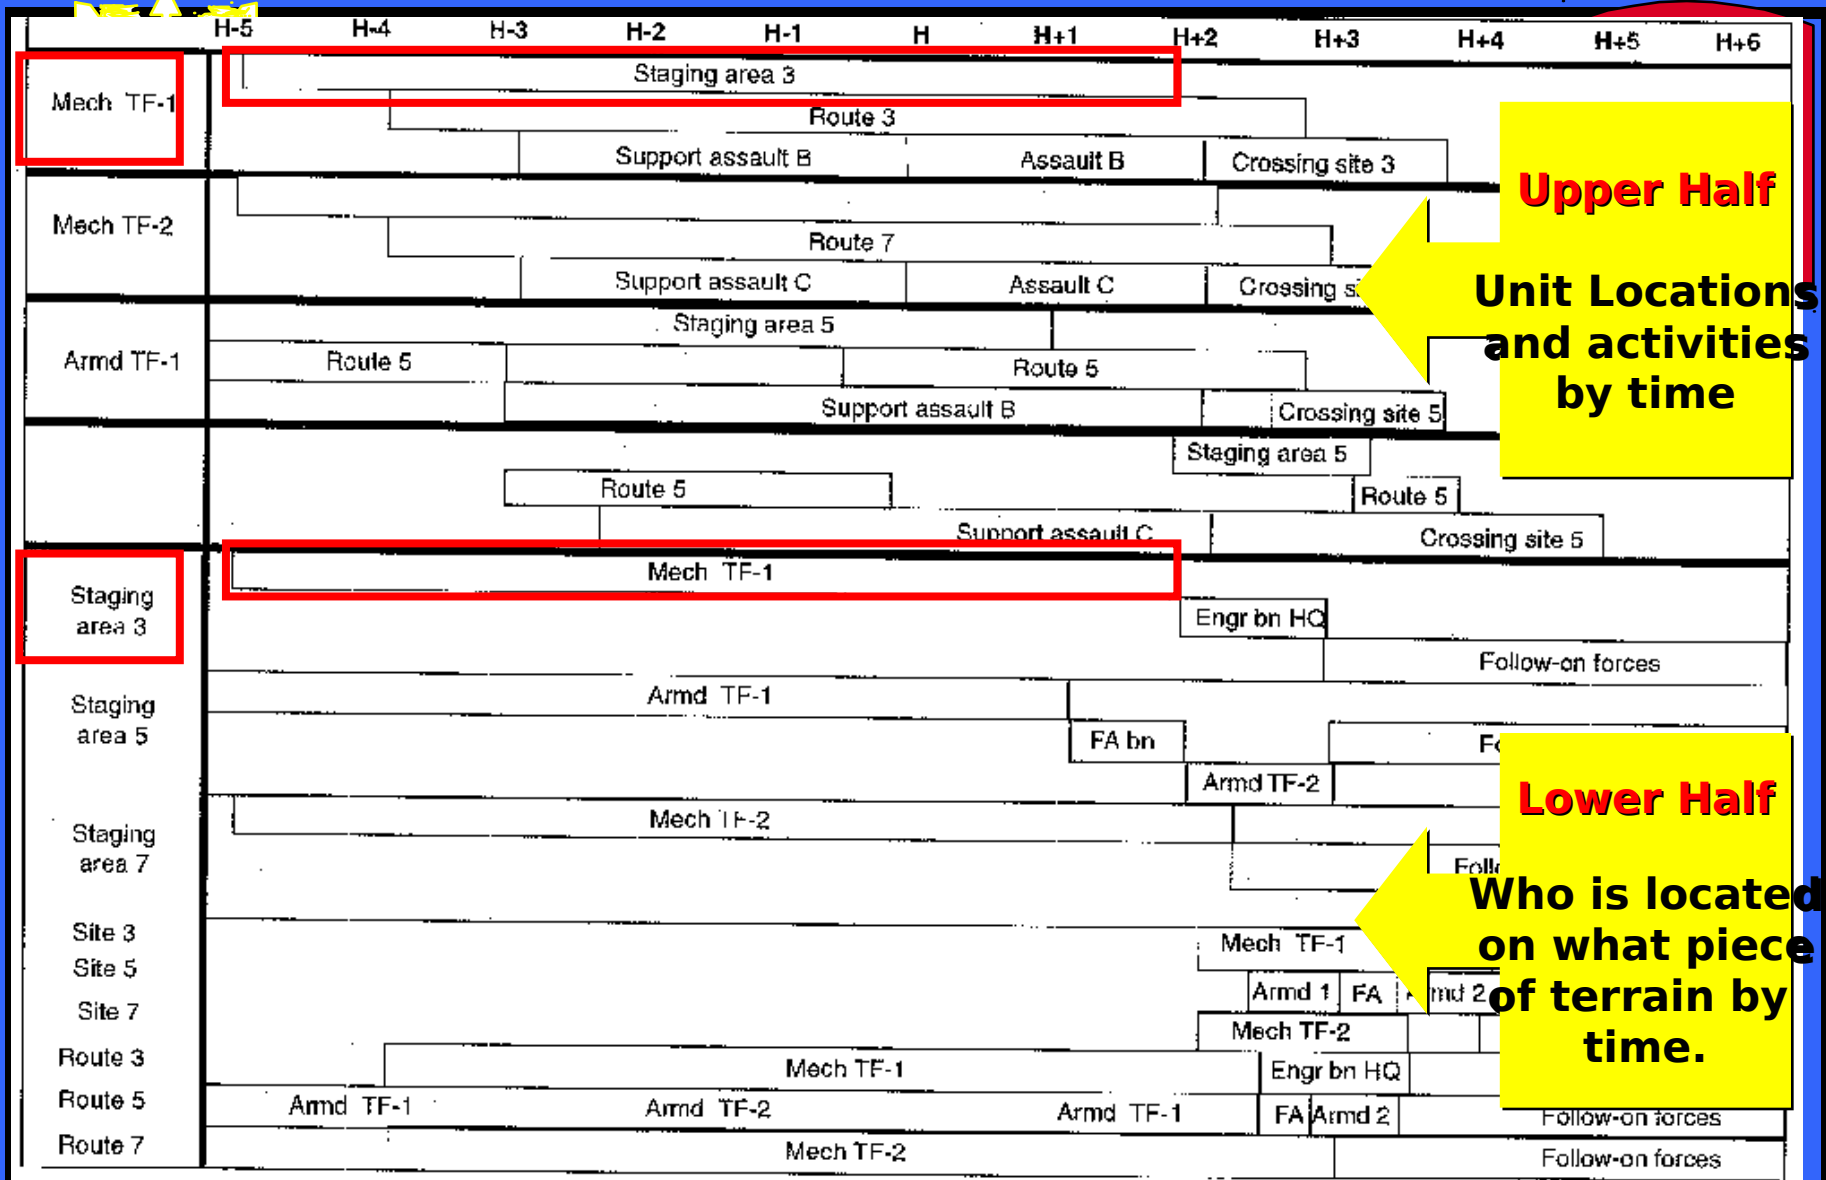 H-5 H-4 H-3 H-2 H-1 H H+1 H+2 H+3 H+4 H+5 H+6
Staging area 3
Mech TF-1
Route 3
Support assault B Assault B Crossing site 3
Upper Half
Mech TF-2
Route 7
Support assault C Assault C Crossing
Unit Locations
and activities
by time
Staging area 5
Armd TF-1 Route 5 Route 5
Support assault B Crossing site 5
Staging area 5
Route 5 Route 5
Support assault C Crossing site 5
Mech TF-1
Staging
area 3
Engr bn HQ
Follow-on forces
Armd TF-1
Staging
area 5
FA bn
Armd TF-2
Lower Half
Mech TF-2
Staging
area 7
Who is located
on what piece
of terrain by
time.
Site 3 Mech TF-1
Site 5 Armd 1 FA
Site 7 Mech TF-2
Route 3 Mech TF-1 Engr bn HQ
Route 5 Armd TF-1 Armd TF-2 Armd TF-1 FA Armd 2 Follow-on forces
Route 7 Mech TF-2 Follow-on forces